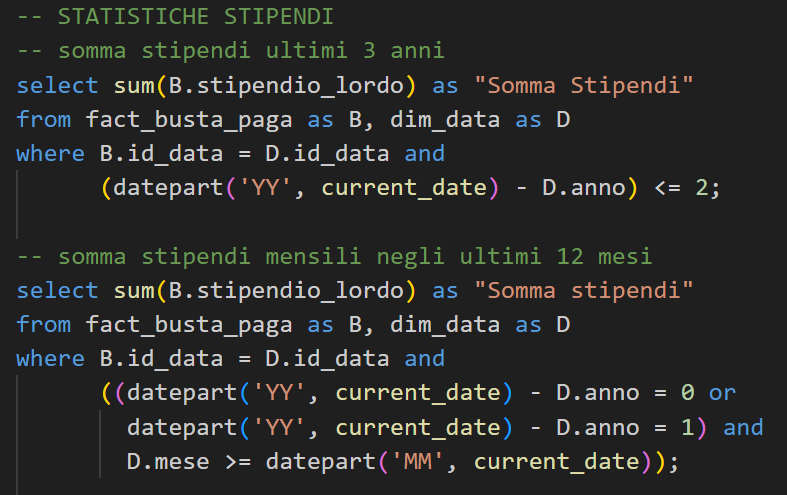 -- STATISTICHE STIPENDI
-- somma stipendi ultimi 3 anni
select sum(B.stipendio_lordo) as "Somma Stipendi"
from fact_busta_paga as B, dim_data as D
where B.id_data = D.id_data and
(datepart('YY', current_date) - D.anno) <= 2;
-- somma stipendi mensili negli ultimi 12 mesi
select sum(B.stipendio_lordo) as "Somma stipendi"
from fact_busta_paga as B, dim_data as D
where B.id_data = D.id_data and
((datepart('YY', current_date) - D.anno = 0 or
datepart('YY', current_date) - D.anno = 1) and
D.mese >= datepart('MM', current_date));